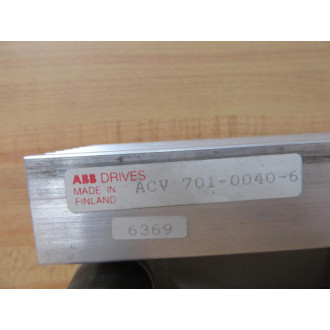 ABB DRIVES
MADE IN
FINLAND
ACV 701-0040-6
6369